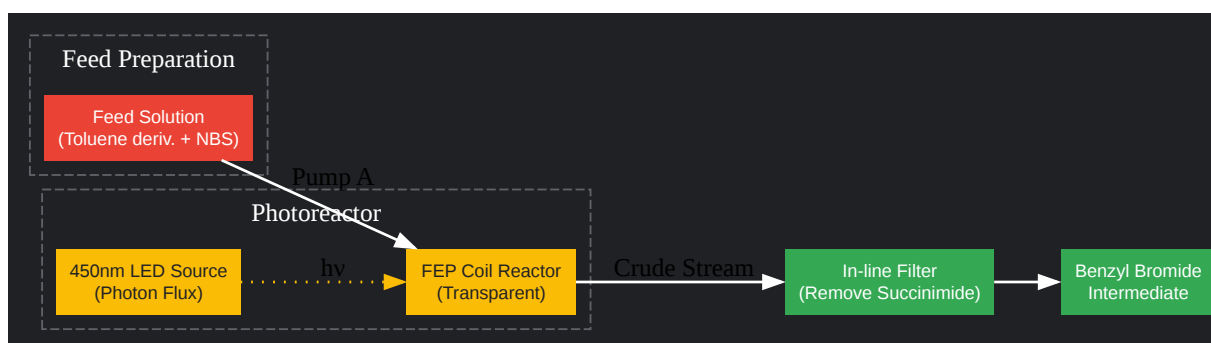 Feed Preparation
Feed Solution
(Toluene deriv. + NBS)
Pump A
Photoreactor
450nm LED Source
(Photon Flux)
hν
FEP Coil Reactor
(Transparent)
Crude Stream
In-line Filter
(Remove Succinimide)
Benzyl Bromide
Intermediate